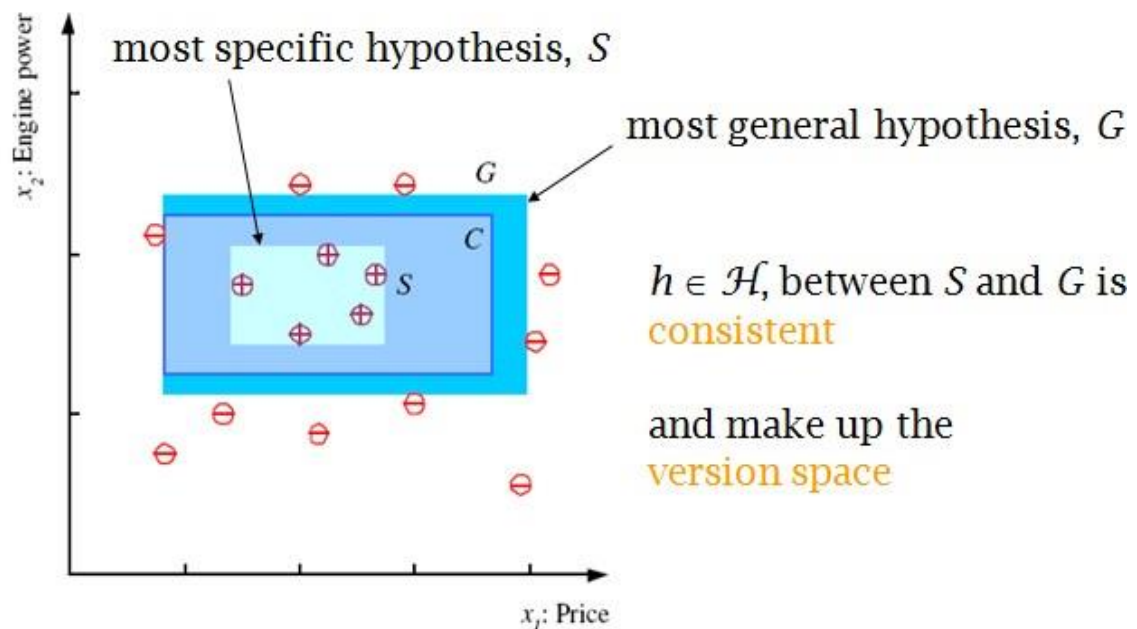 most specific hypothesis, S
most general hypothesis, G
x₂: Engine power
G
C
S
h ∈ ℋ, between S and G is
consistent
and make up the
version space
x₁: Price